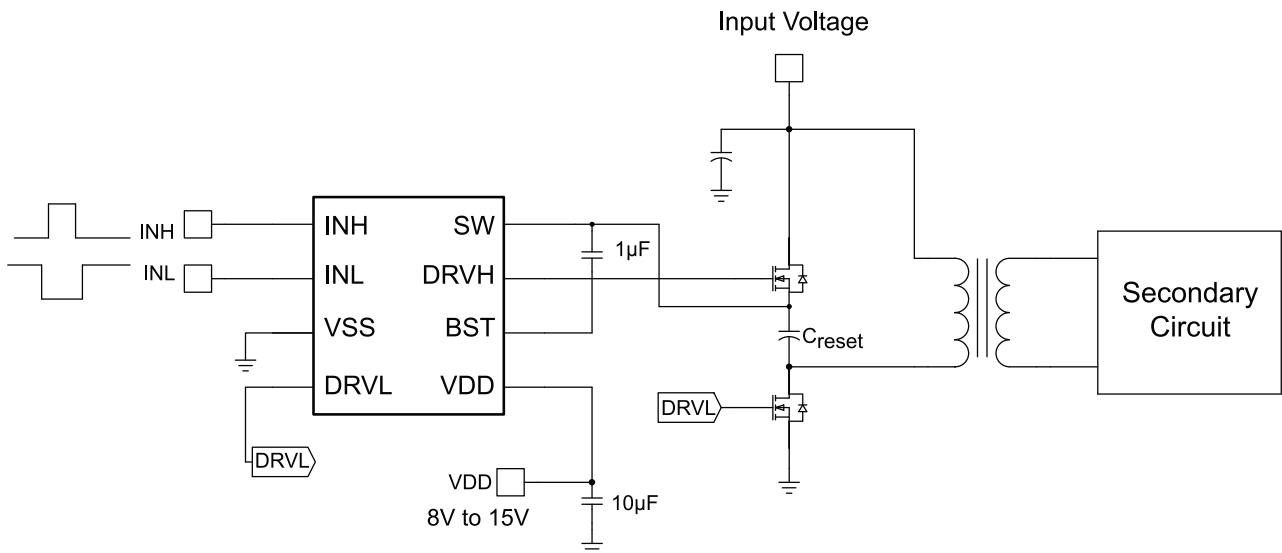 Input Voltage
INH
INL
INH
INL
VSS
DRVL
SW
DRVH
BST
VDD
1µF
C reset
DRVL
DRVL
VDD
8V to 15V
10µF
Secondary
Circuit